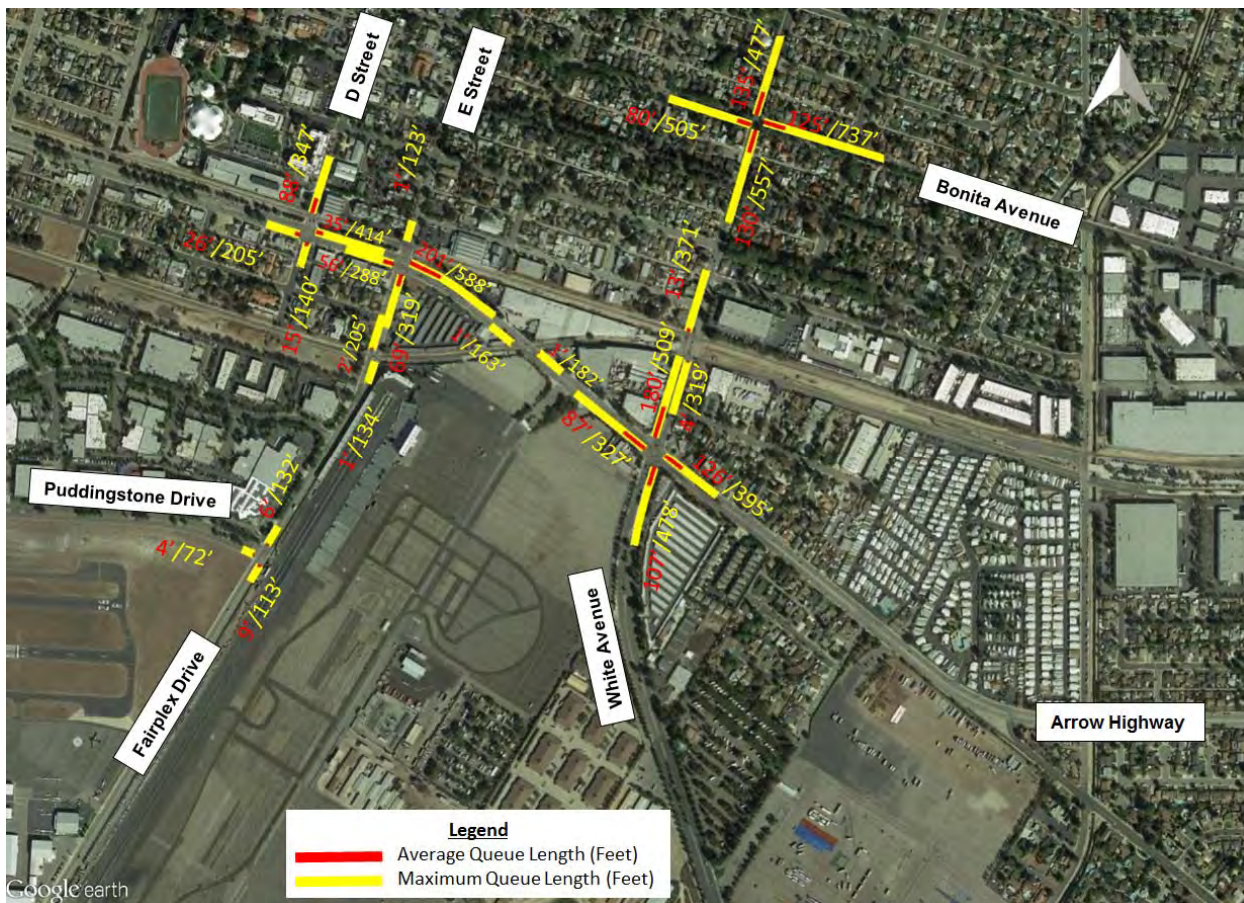 D Street
E Street
135'/477'
80'/505'
125'/737'
130'/557'
Bonita Avenue
1'/123'
88'/347'
35'/414'
26'/205'
56'/288'
201'/588'
15'/140'
2'/205'
69'/319'
1'/163'
1'/182'
13'/371'
180'/509'
/319'
87'/327'
128'/395'
107'/478'
1'/134'
Puddingstone Drive
6'/132'
4'/72'
9'/113'
Fairplex Drive
White Avenue
Arrow Highway
Legend
Average Queue Length (Feet)
Maximum Queue Length (Feet)
Google earth